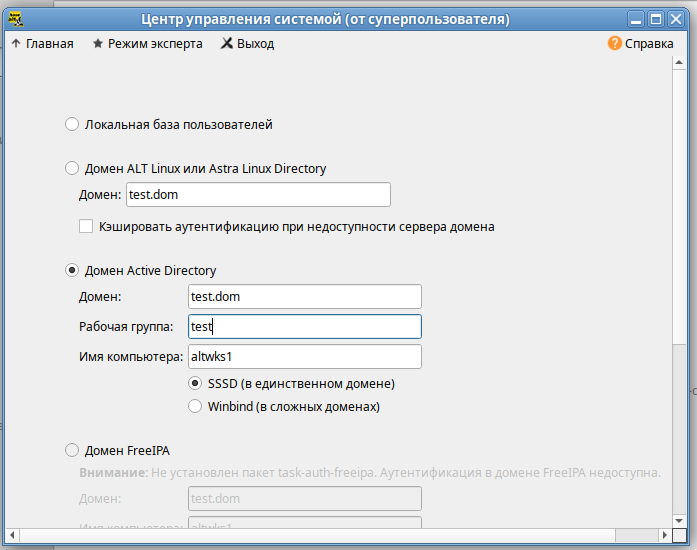 Центр управления системой (от суперпользователя)
Главная Режим эксперта Выход Справка
Локальная база пользователей
Домен ALT Linux или Astra Linux Directory
Домен: test.dom
Кэшировать аутентификацию при недоступности сервера домена
Домен Active Directory
Домен: test.dom
Рабочая группа: test
Имя компьютера: altwks1
SSSD (в единственном домене)
Winbind (в сложных доменах)
Домен FreeIPA
Внимание: Не установлен пакет task-auth-freeipa. Аутентификация в домене FreeIPA недоступна.
Домен: test.dom
Имя компьютера: altwks1